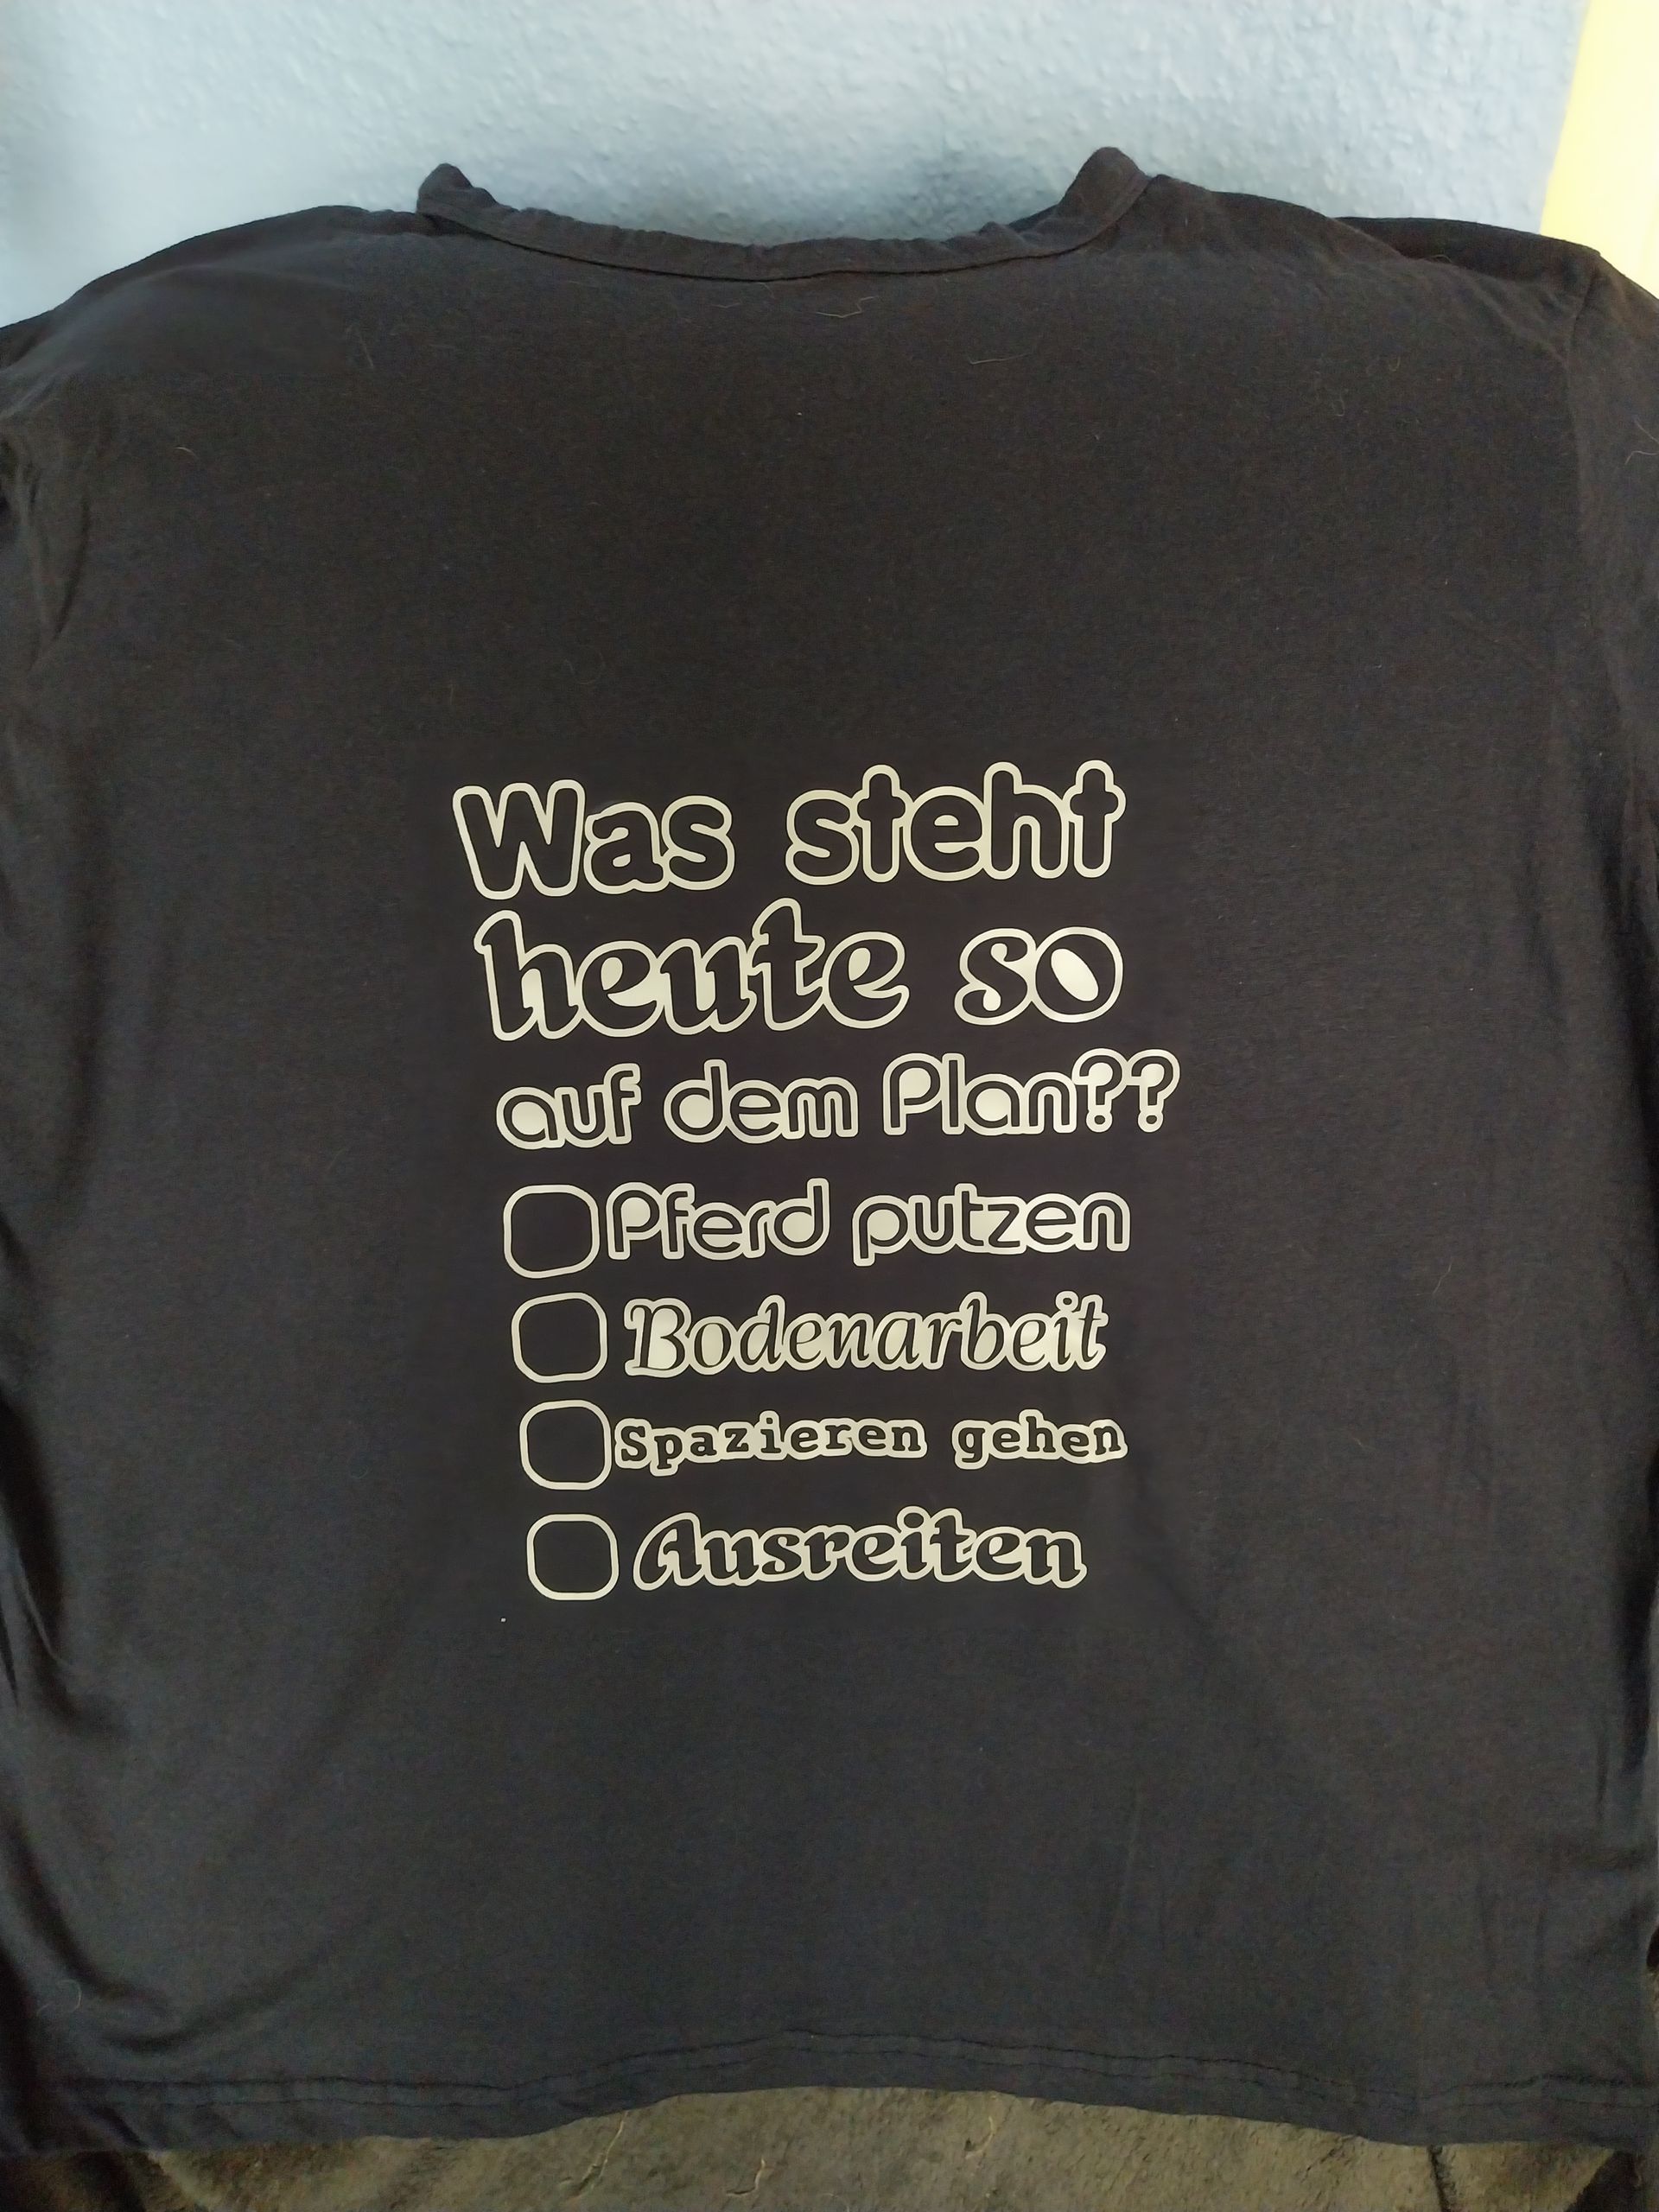 Was steht
heute so
auf dem Plan??
Pferd putzen
Bodenarbeit
Spazieren gehen
Ausreiten